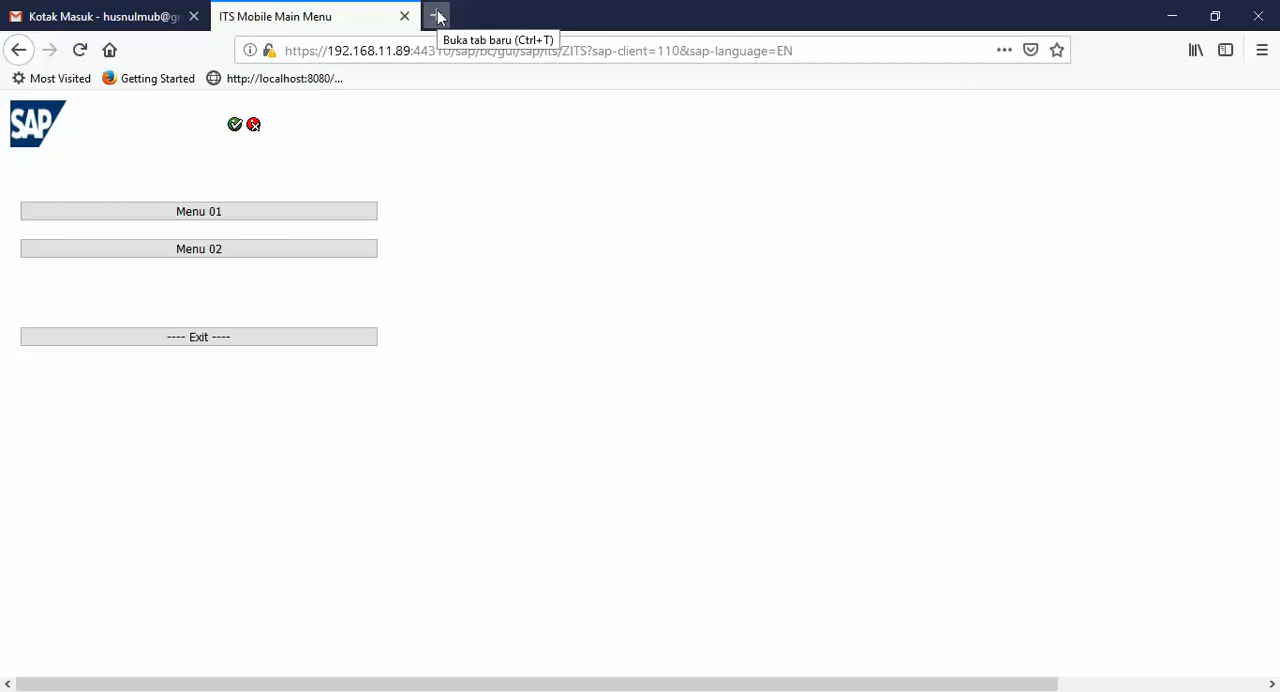 Kotak Masuk - husnulmub@g
ITS Mobile Main Menu
Buka tab baru (Ctrl+T)
https://192.168.11.89:44310/sap/bc/gui/sap/its/ZITS?sap-client=110&sap-language=EN
Most Visited
Getting Started
http://localhost:8080/...
SAP
Menu 01
Menu 02
---- Exit ----